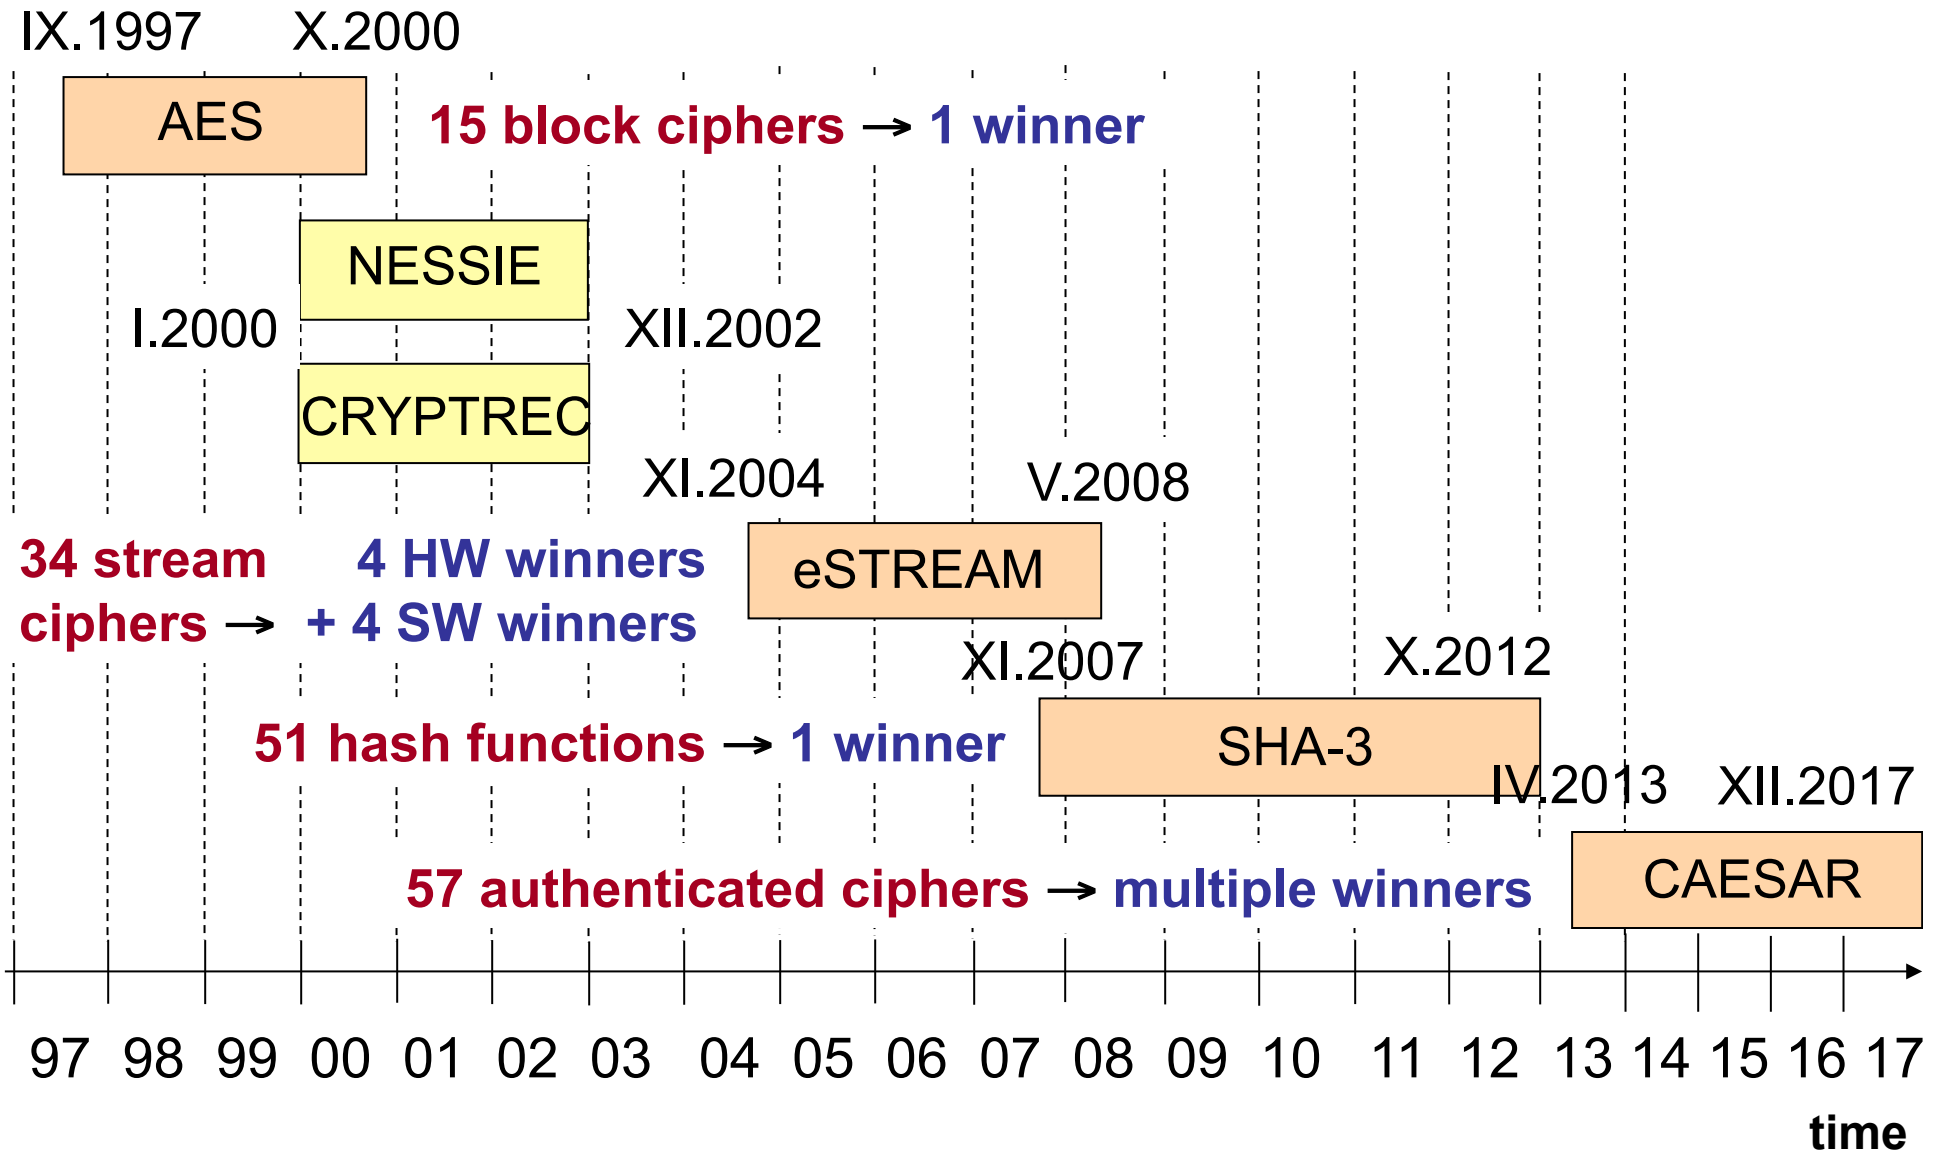 IX.1997 X.2000
AES
15 block ciphers → 1 winner
NESSIE
I.2000 XII.2002
CRYPTREC
XI.2004 V.2008
34 stream 4 HW winners
ciphers → + 4 SW winners
eSTREAM
XI.2007 X.2012
51 hash functions → 1 winner
SHA-3
IV.2013 XII.2017
57 authenticated ciphers → multiple winners
CAESAR
97 98 99 00 01 02 03 04 05 06 07 08 09 10 11 12 13 14 15 16 17
time